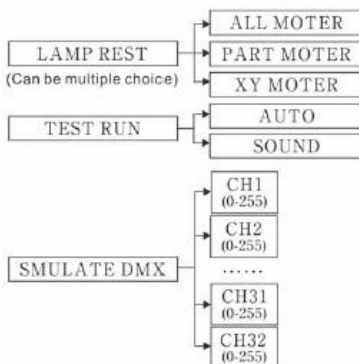 LAMP REST
(Can be multiple choice)
ALL MOTER
PART MOTER
XY MOTER
TEST RUN
AUTO
SOUND
SMULATE DMX
CH1
(0-255)
CH2
(0-255)
......
CH31
(0-255)
CH32
(0-255)